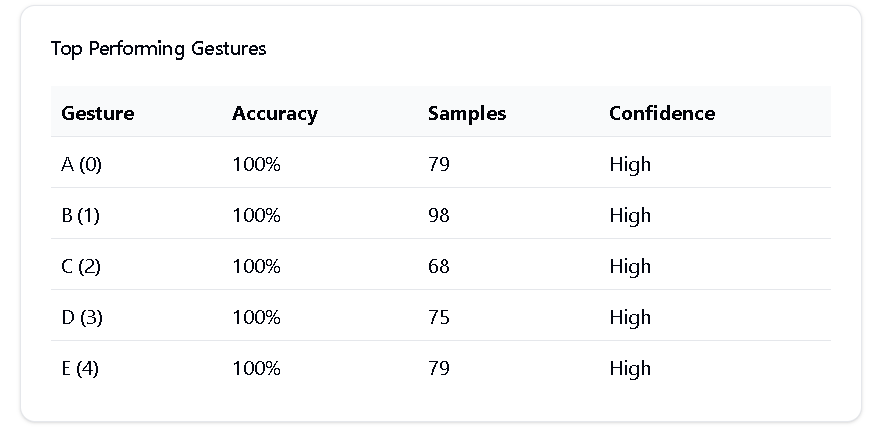 Top Performing Gestures
Gesture Accuracy Samples Confidence
A (0) 100% 79 High
B (1) 100% 98 High
C (2) 100% 68 High
D (3) 100% 75 High
E (4) 100% 79 High